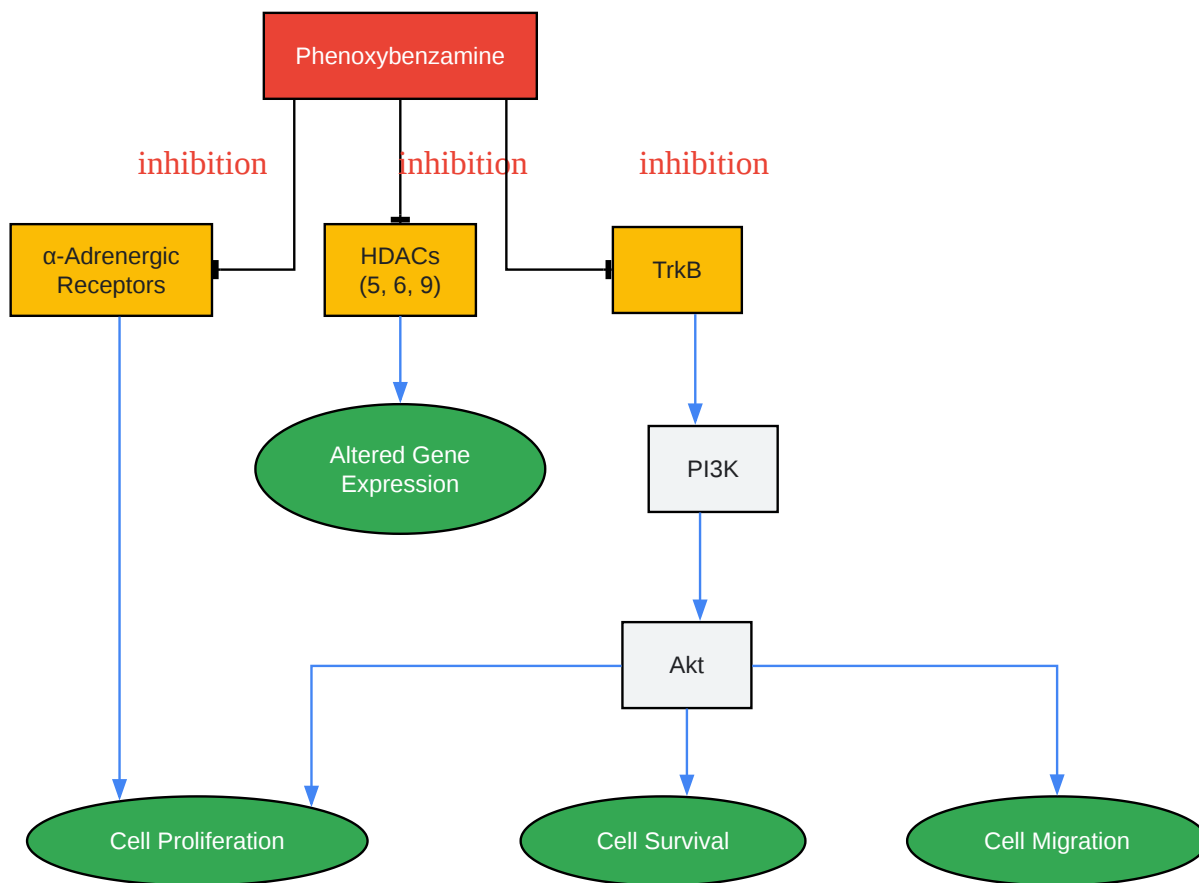 Phenoxybenzamine
inhibition
inhibition
inhibition
α-Adrenergic
Receptors
HDACs
(5, 6, 9)
TrkB
Altered Gene
Expression
PI3K
Akt
Cell Proliferation
Cell Survival
Cell Migration